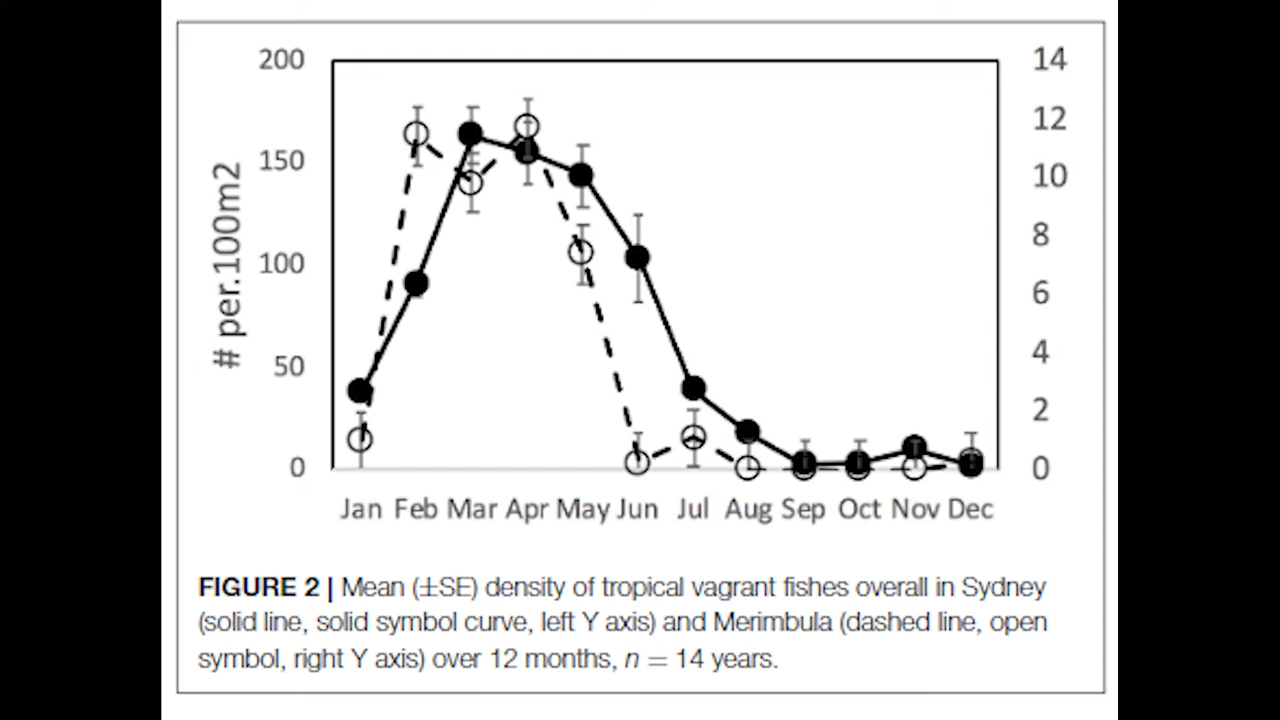 200
150
100
50
0
# per.100m2
14
12
10
8
6
4
2
0
Jan Feb Mar Apr May Jun Jul Aug Sep Oct Nov Dec
FIGURE 2 | Mean (±SE) density of tropical vagrant fishes overall in Sydney
(solid line, solid symbol curve, left Y axis) and Merimbula (dashed line, open
symbol, right Y axis) over 12 months, n = 14 years.